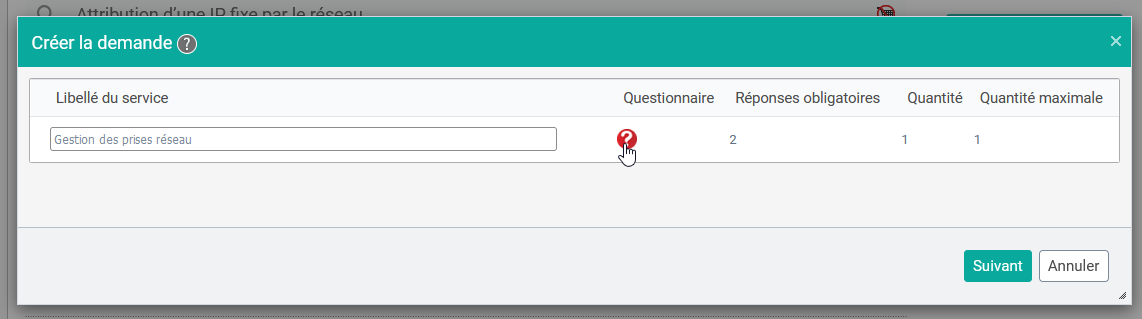 Attribution d'une IP fixe par le réseau
Créer la demande ?
Libellé du service Questionnaire Réponses obligatoires Quantité Quantité maximale
Gestion des prises réseau ? 2 1 1
Suivant Annuler